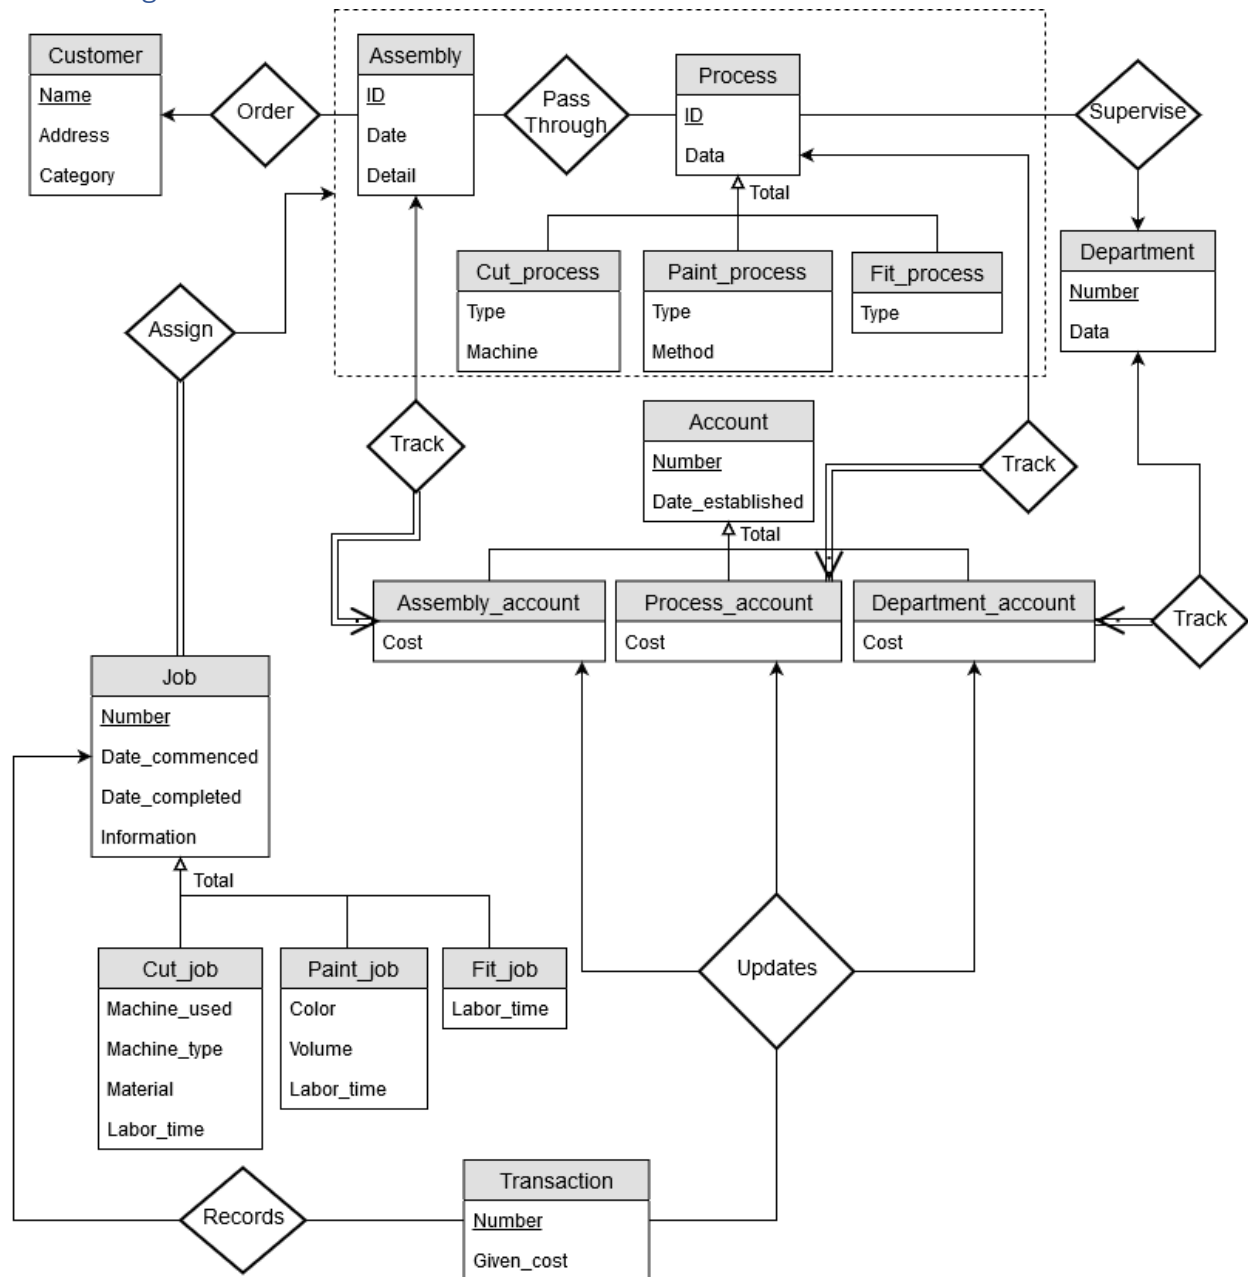 Customer
Name
Address
Category
Order
Assembly
ID
Date
Detail
Pass
Through
Process
ID
Data
Total
Supervise
Cut_process
Type
Machine
Paint_process
Type
Method
Fit_process
Type
Department
Number
Data
Assign
Track
Account
Number
Date_established
Total
Track
Assembly_account
Cost
Process_account
Cost
Department_account
Cost
Track
Job
Number
Date_commenced
Date_completed
Information
Total
Cut_job
Machine_used
Machine_type
Material
Labor_time
Paint_job
Color
Volume
Labor_time
Fit_job
Labor_time
Updates
Records
Transaction
Number
Given_cost